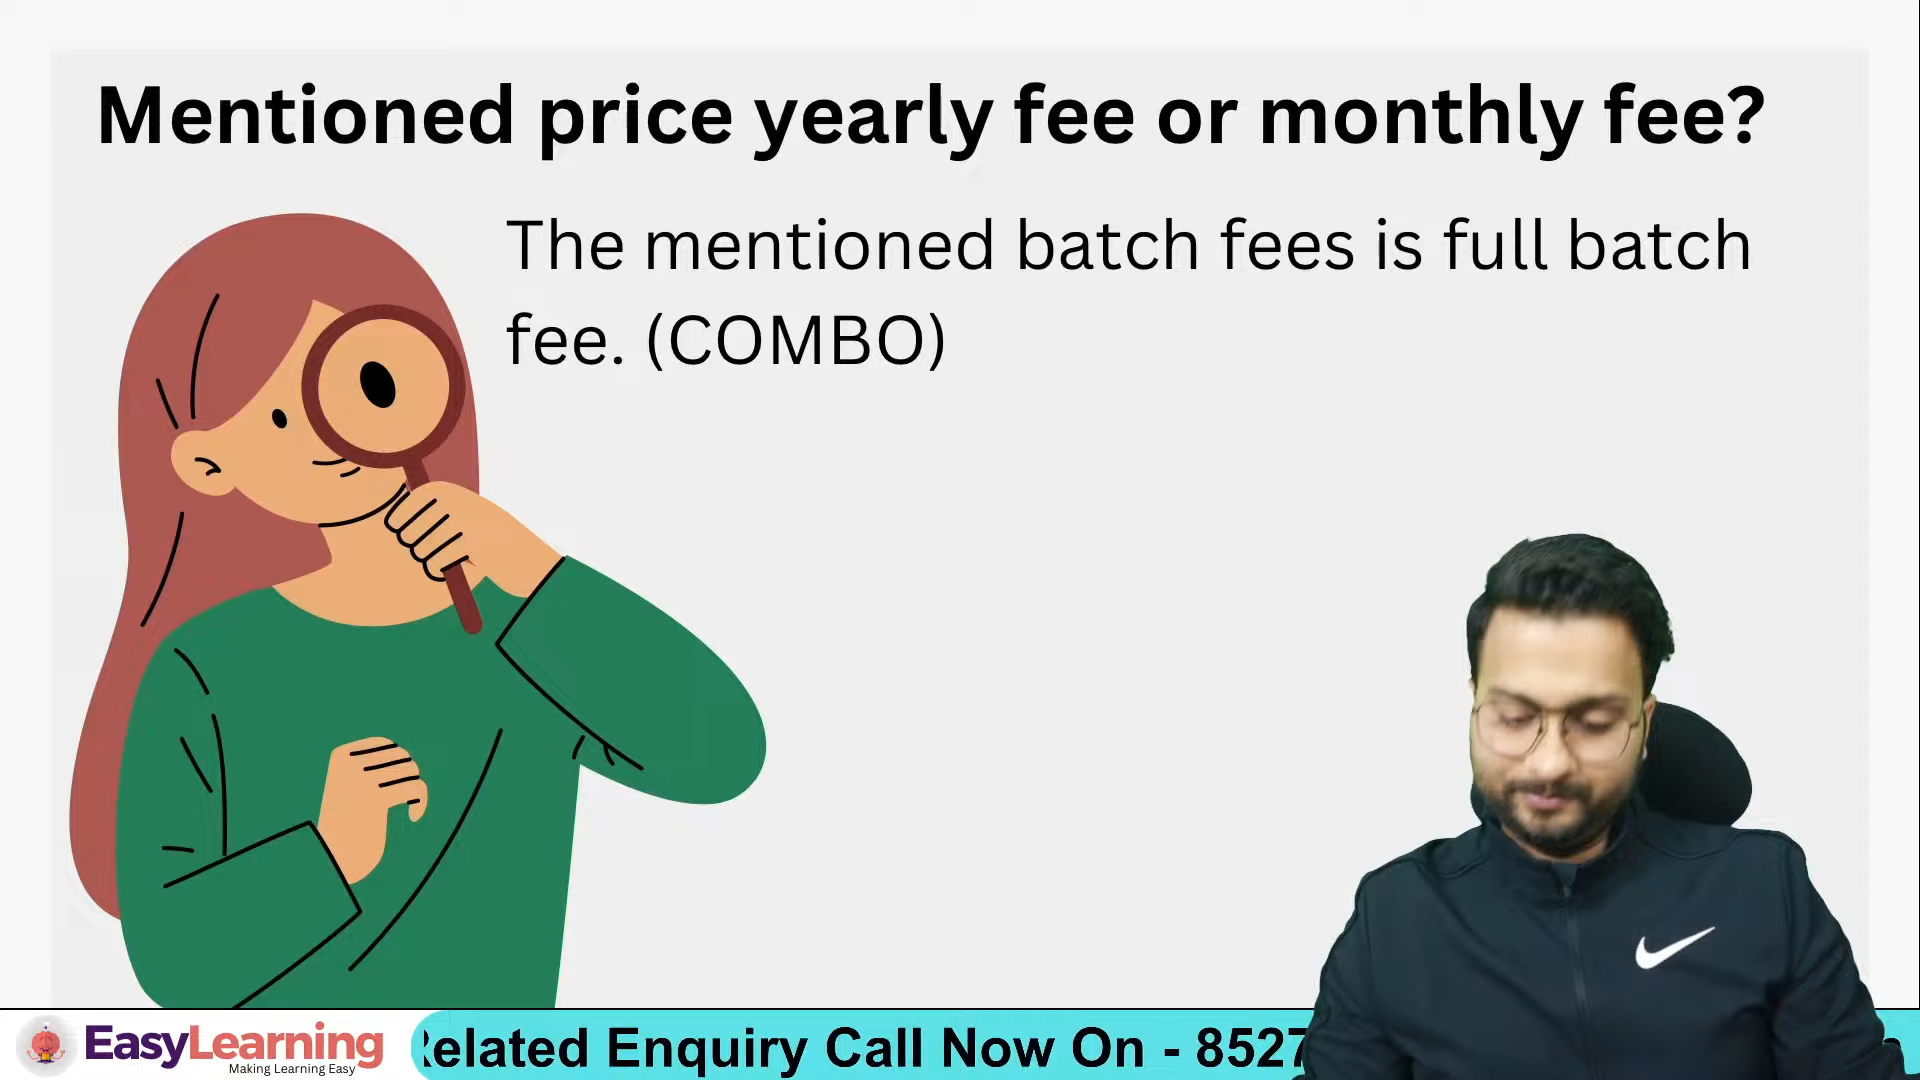 Mentioned price yearly fee or monthly fee?
The mentioned batch fees is full batch
fee. (COMBO)
EasyLearning
Making Learning Easy
Related Enquiry Call Now On - 8527